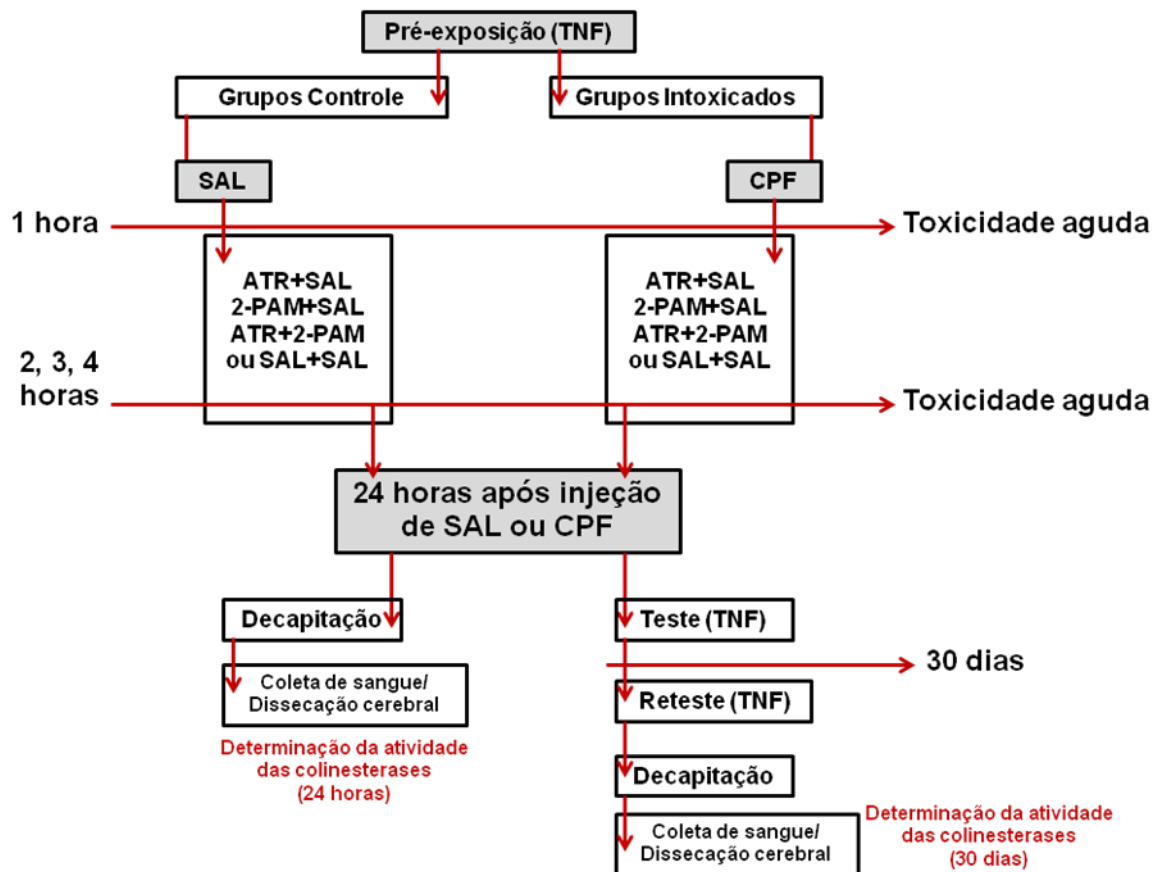 Pré-exposição (TNF)
Grupos Controle
Grupos Intoxicados
SAL
CPF
1 hora
Toxicidade aguda
ATR+SAL
2-PAM+SAL
ATR+2-PAM
ou SAL+SAL
ATR+SAL
2-PAM+SAL
ATR+2-PAM
ou SAL+SAL
2, 3, 4
horas
Toxicidade aguda
24 horas após injeção
de SAL ou CPF
Decapitação
Coleta de sangue/
Dissecação cerebral
Determinação da atividade
das colinesterases
(24 horas)
Teste (TNF)
30 dias
Reteste (TNF)
Decapitação
Coleta de sangue/
Dissecação cerebral
Determinação da atividade
das colinesterases
(30 dias)